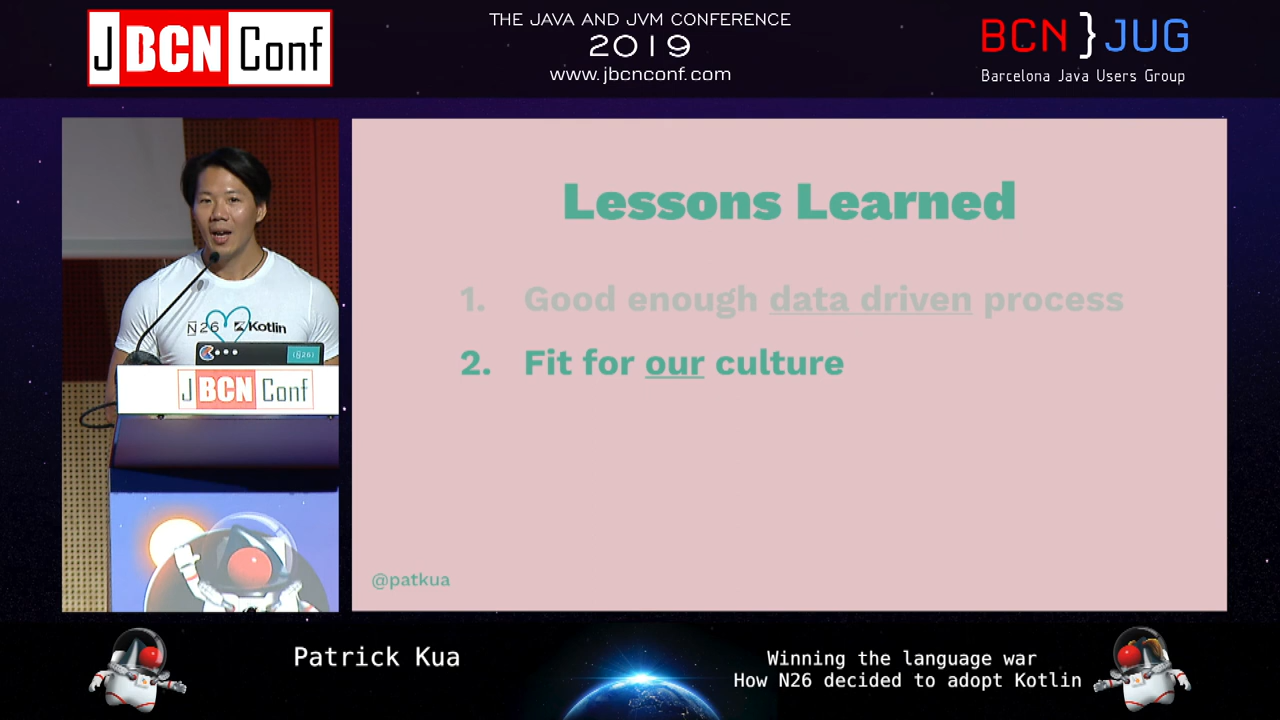 J BCN Conf
THE JAVA AND JVM CONFERENCE
2019
www.jbcnconf.com
BCN } JUG
Barcelona Java Users Group
Lessons Learned
1. Good enough data driven process
2. Fit for our culture
@patkua
N26 Kotlin
J BCN Conf
Patrick Kua
Winning the language war
How N26 decided to adopt Kotlin